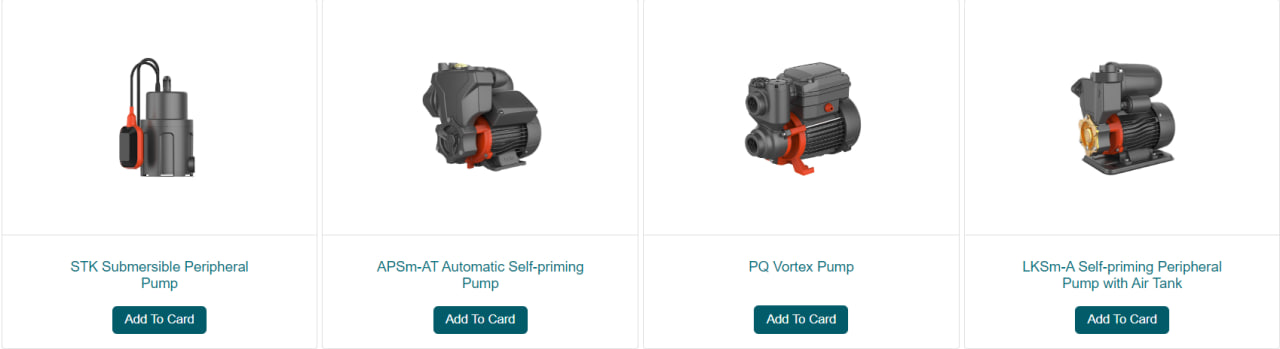 STK Submersible Peripheral
Pump
Add To Card
APSm-AT Automatic Self-priming
Pump
Add To Card
PQ Vortex Pump
Add To Card
LKSm-A Self-priming Peripheral
Pump with Air Tank
Add To Card